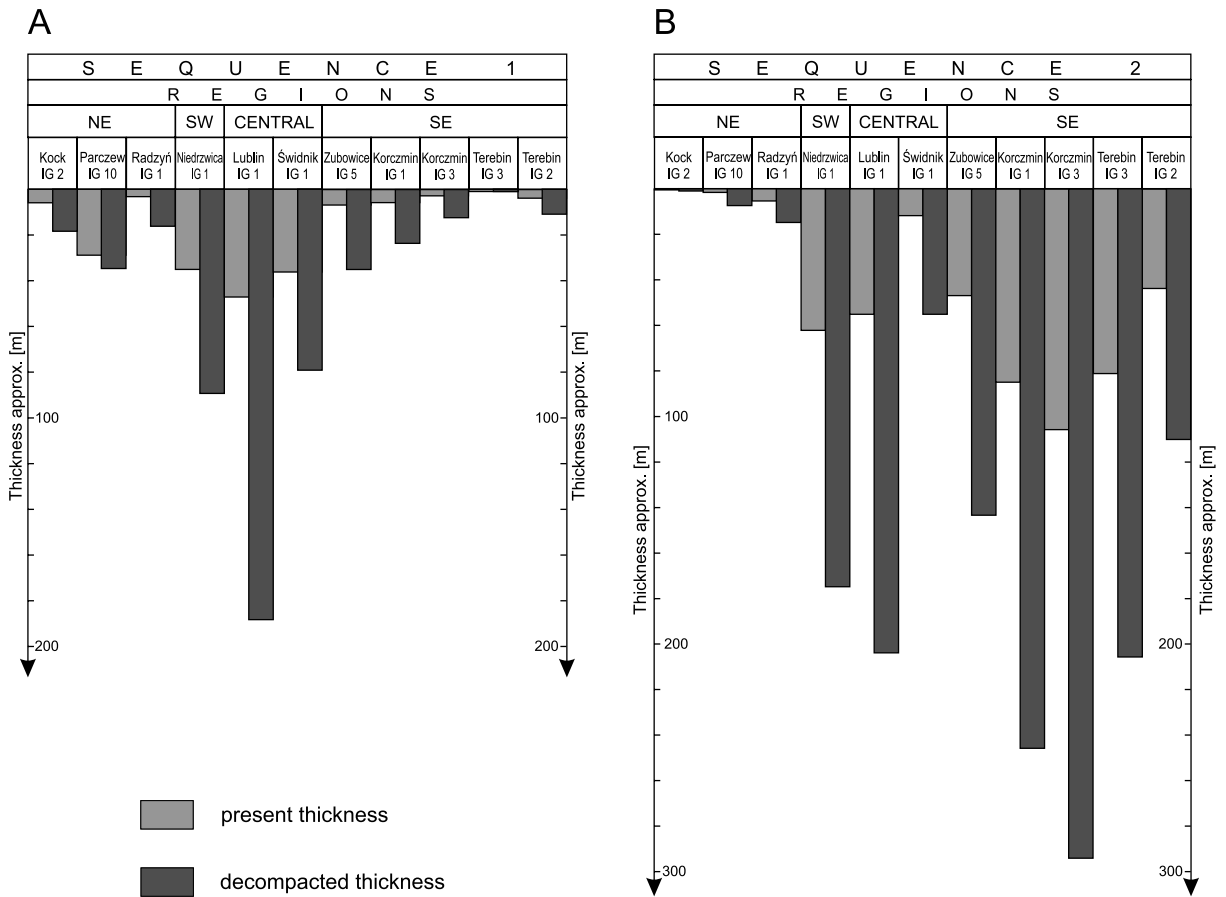 A
SEQUENCE 1
REGIONS
NE SW CENTRAL SE
Kock IG 2 Parczew IG 10 Radzyń IG 1 Niedrzwica IG 1 Lublin IG 1 Świdnik IG 1 Zubowice IG 5 Korczmin IG 1 Korczmin IG 3 Terebin IG 3 Terebin IG 2
Thickness approx. [m]
100
200
Thickness approx. [m]
100
200
B
SEQUENCE 2
REGIONS
NE SW CENTRAL SE
Kock IG 2 Parczew IG 10 Radzyń IG 1 Niedrzwica IG 1 Lublin IG 1 Świdnik IG 1 Zubowice IG 5 Korczmin IG 1 Korczmin IG 3 Terebin IG 3 Terebin IG 2
Thickness approx. [m]
100
200
300
Thickness approx. [m]
100
200
300
present thickness
decompacted thickness